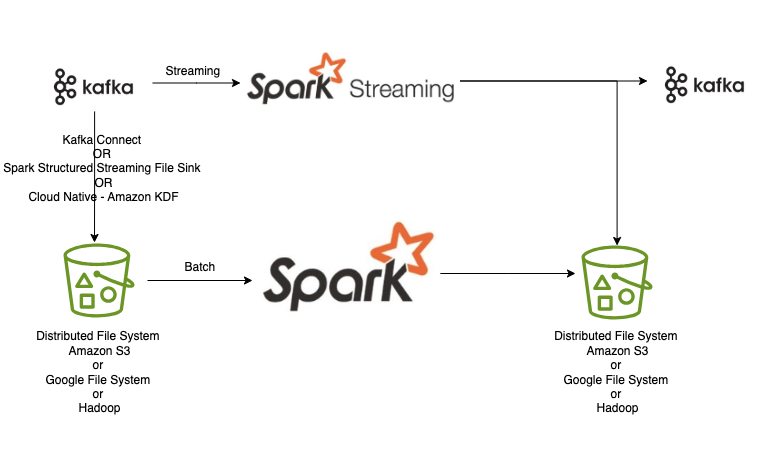 kafka
Streaming
Spark Streaming
kafka
Kafka Connect
OR
Spark Structured Streaming File Sink
OR
Cloud Native - Amazon KDF
Batch
Spark
Distributed File System
Amazon S3
or
Google File System
or
Hadoop
Distributed File System
Amazon S3
or
Google File System
or
Hadoop